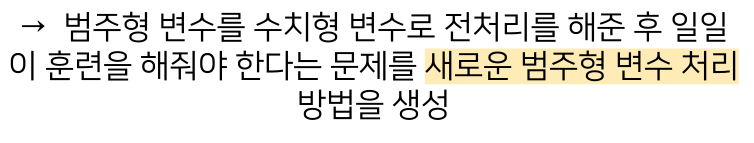 → 범주형 변수를 수치형 변수로 전처리를 해준 후 일일
이 훈련을 해줘야 한다는 문제를 새로운 범주형 변수 처리
방법을 생성